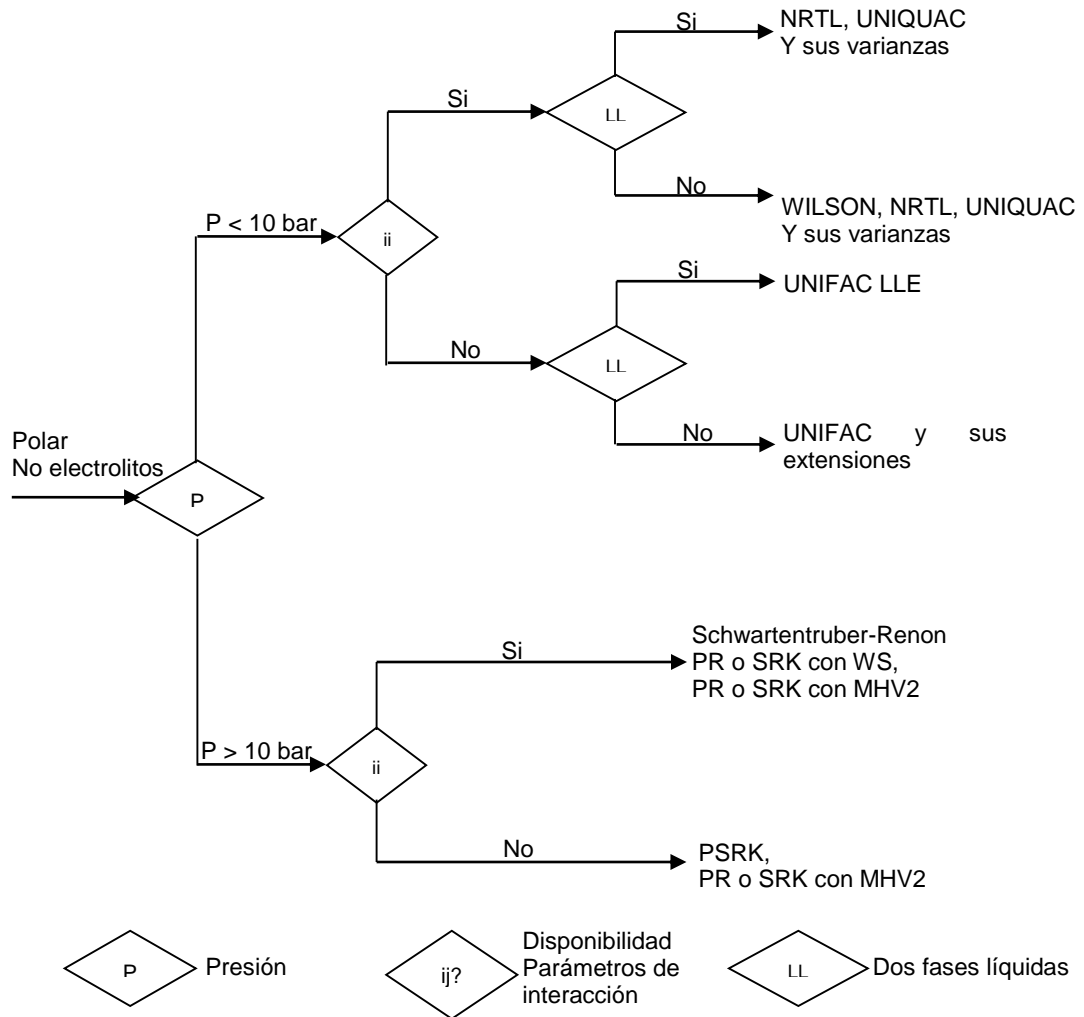 Si
NRTL, UNIQUAC
Y sus varianzas
Si
LL
No
WILSON, NRTL, UNIQUAC
Y sus varianzas
P < 10 bar
ii
Si
UNIFAC LLE
No
LL
No
UNIFAC y sus
extensiones
Polar
No electrolitos
P
Si
Schwartentruber-Renon
PR o SRK con WS,
PR o SRK con MHV2
P > 10 bar
ii
No
PSRK,
PR o SRK con MHV2
P
Presión
ij?
Disponibilidad
Parámetros de
interacción
LL
Dos fases líquidas